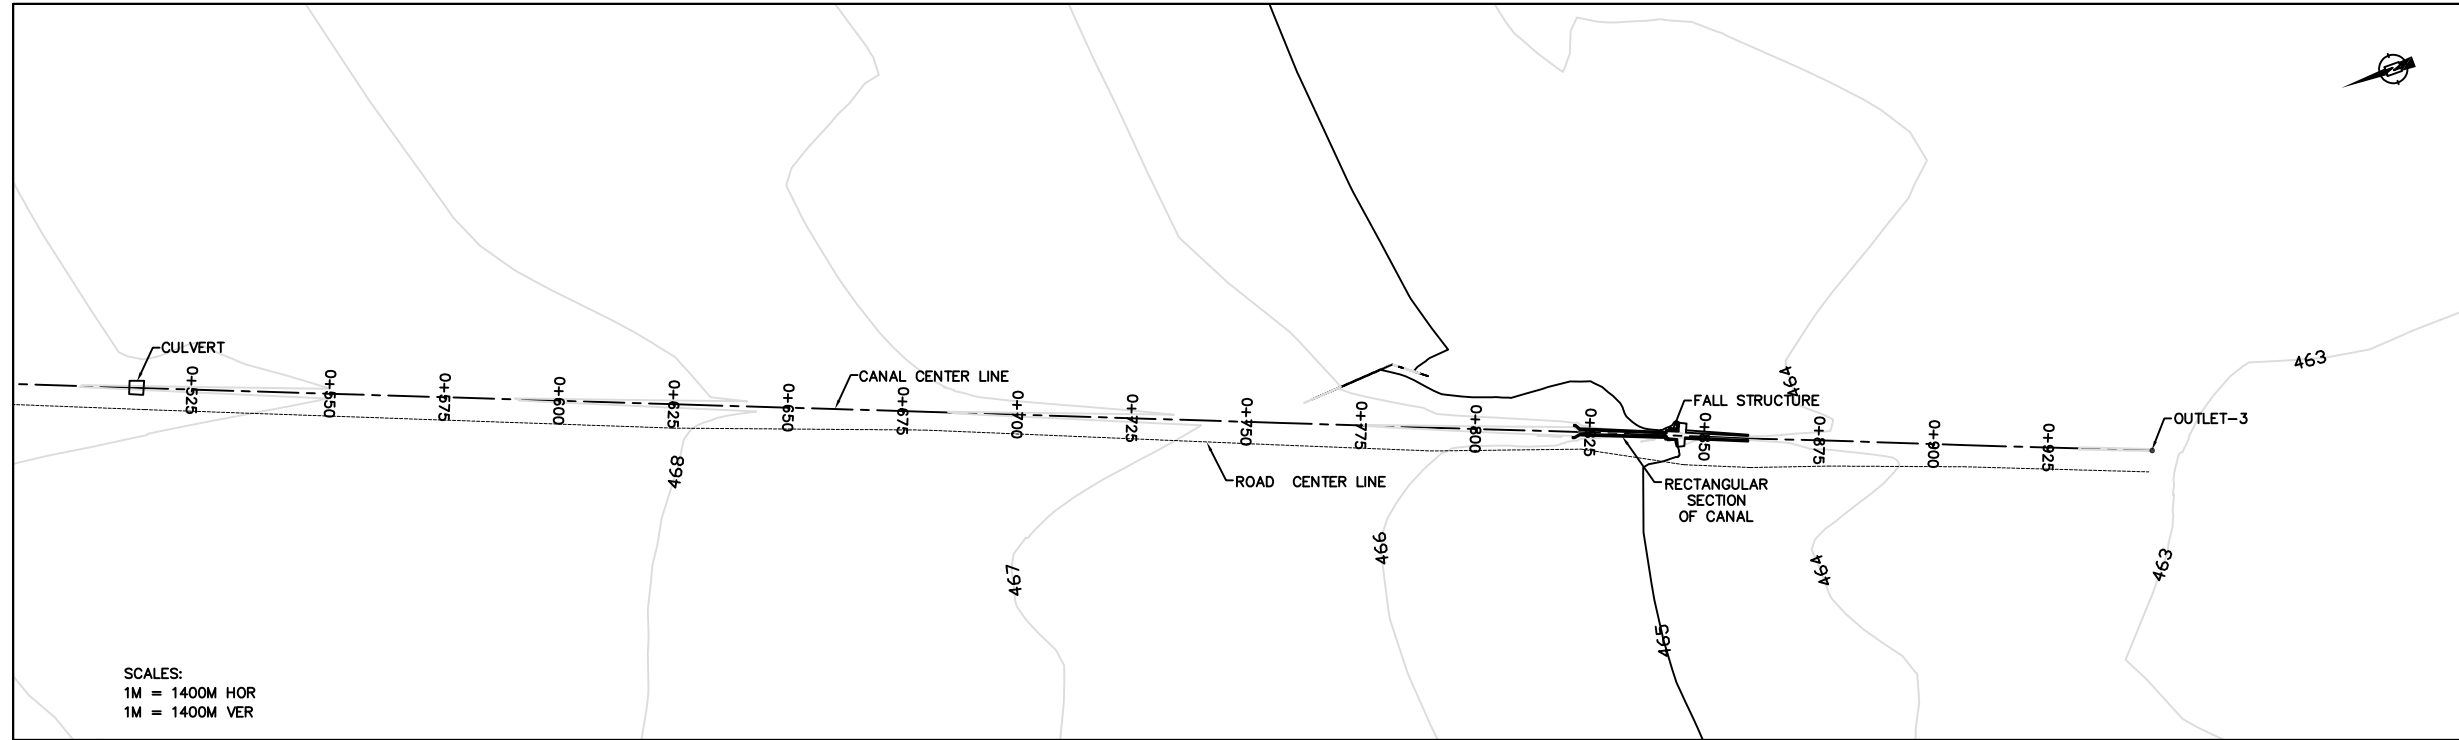 CULVERT
0+525
0+550
0+575
0+600
0+625
0+650
0+675
0+700
0+725
0+750
0+775
0+800
0+825
0+850
0+875
0+900
0+925
CANAL CENTER LINE
ROAD CENTER LINE
FALL STRUCTURE
RECTANGULAR
SECTION
OF CANAL
OUTLET-3
498
467
466
465
464
464
463
463
SCALES:
1M = 1400M HOR
1M = 1400M VER